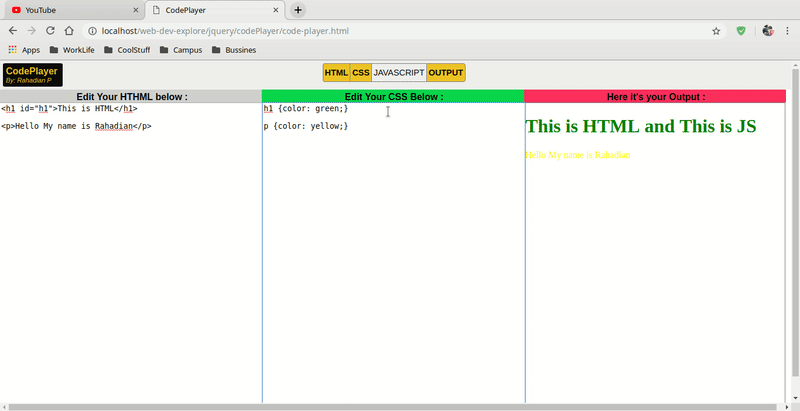 YouTube
CodePlayer
localhost/web-dev-explore/jquery/codePlayer/code-player.html
Apps WorkLife CoolStuff Campus Bussines
CodePlayer
By: Rahadian P
HTML CSS JAVASCRIPT OUTPUT
Edit Your HTHML below :
<h1 id="h1">This is HTML</h1>
<p>Hello My name is Rahadian</p>
Edit Your CSS Below :
h1 {color: green;}
p {color: yellow;}
Here it's your Output :
This is HTML and This is JS
Hello My name is Rahadian